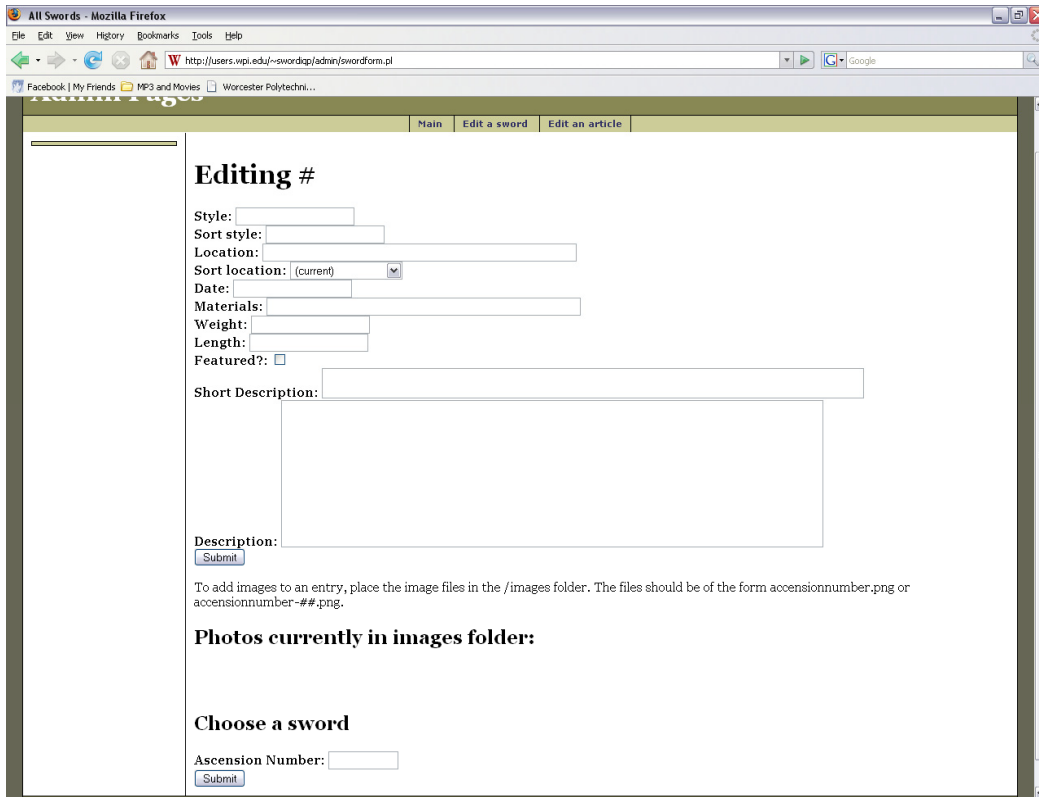 All Swords - Mozilla Firefox
File Edit View History Bookmarks Tools Help
W http://users.wpi.edu/~swordiqp/admin/swordform.pl G Google
Facebook | My Friends MP3 and Movies Worcester Polytechni...
Admin Pages
Main Edit a sword Edit an article
Editing #
Style:
Sort style:
Location:
Sort location: (current)
Date:
Materials:
Weight:
Length:
Featured?:
Short Description:
Description:
Submit
To add images to an entry, place the image files in the /images folder. The files should be of the form accensionnumber.png or
accensionnumber-##.png.
Photos currently in images folder:
Choose a sword
Ascension Number:
Submit